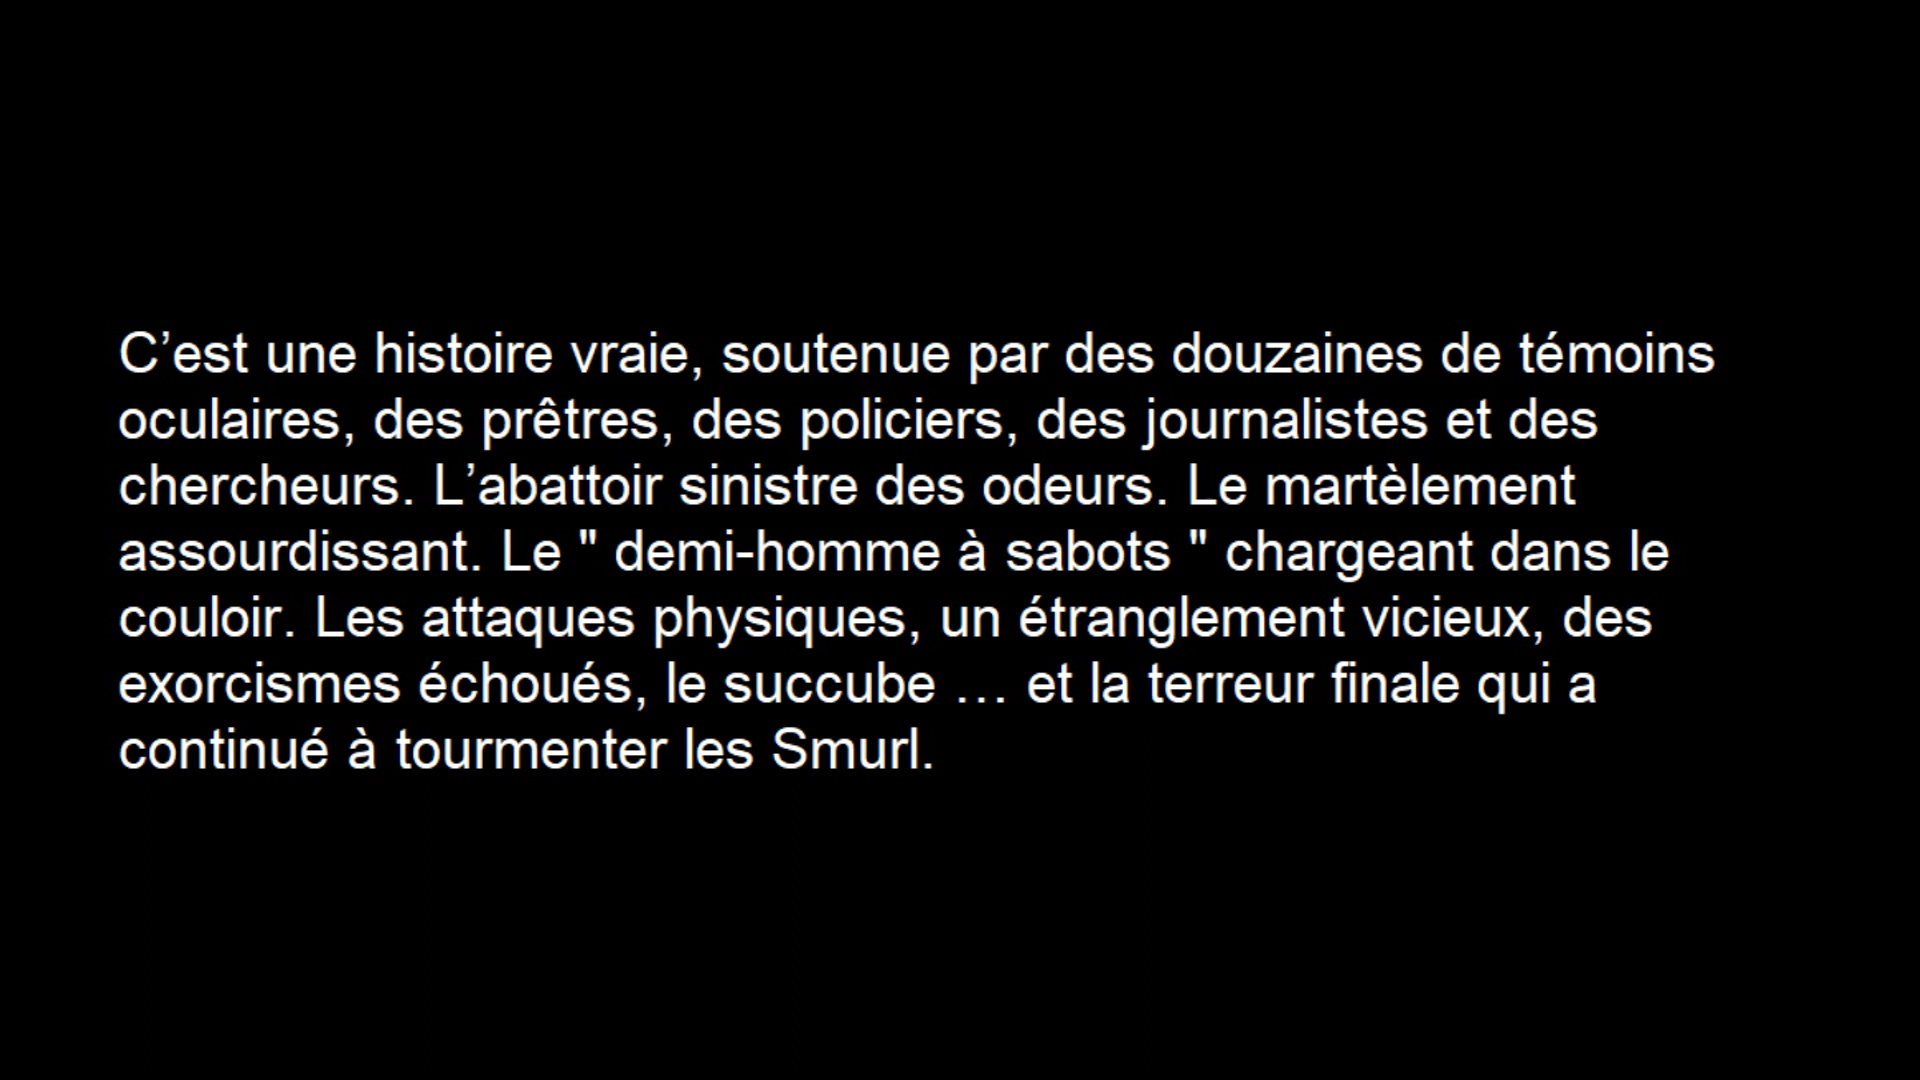 C’est une histoire vraie, soutenue par des douzaines de témoins
oculaires, des prêtres, des policiers, des journalistes et des
chercheurs. L’abattoir sinistre des odeurs. Le martèlement
assourdissant. Le " demi-homme à sabots " chargeant dans le
couloir. Les attaques physiques, un étranglement vicieux, des
exorcismes échoués, le succube … et la terreur finale qui a
continué à tourmenter les Smurl.